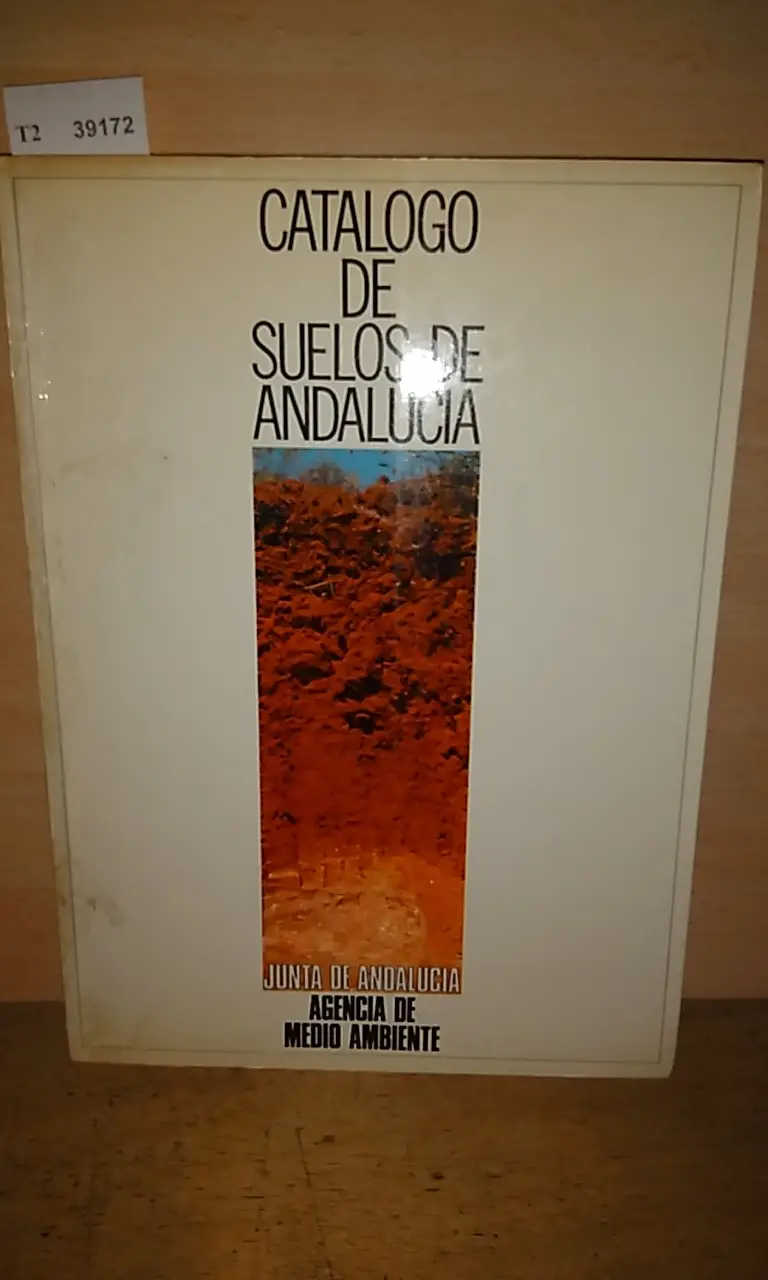 T2 39172
CATALOGO
DE
SUELOS DE
ANDALUCIA
JUNTA DE ANDALUCIA
AGENCIA DE
MEDIO AMBIENTE